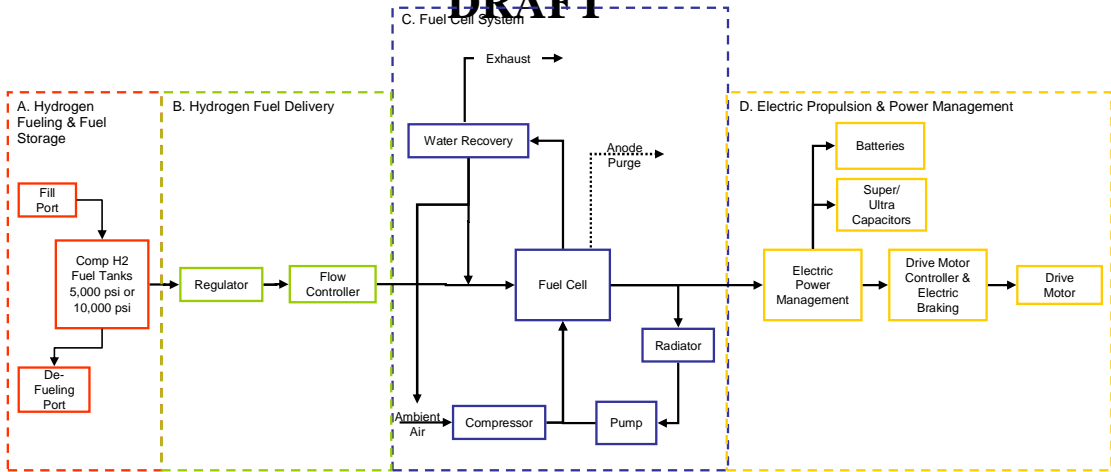 DRAFT
C. Fuel Cell System
Exhaust
A. Hydrogen
Fueling & Fuel
Storage
B. Hydrogen Fuel Delivery
D. Electric Propulsion & Power Management
Water Recovery
Anode
Purge
Batteries
Fill
Port
Super/
Ultra
Capacitors
Comp H2
Fuel Tanks
5,000 psi or
10,000 psi
Regulator
Flow
Controller
Fuel Cell
Electric
Power
Management
Drive Motor
Controller &
Electric
Braking
Drive
Motor
Radiator
De-
Fueling
Port
Ambient
Air
Compressor
Pump